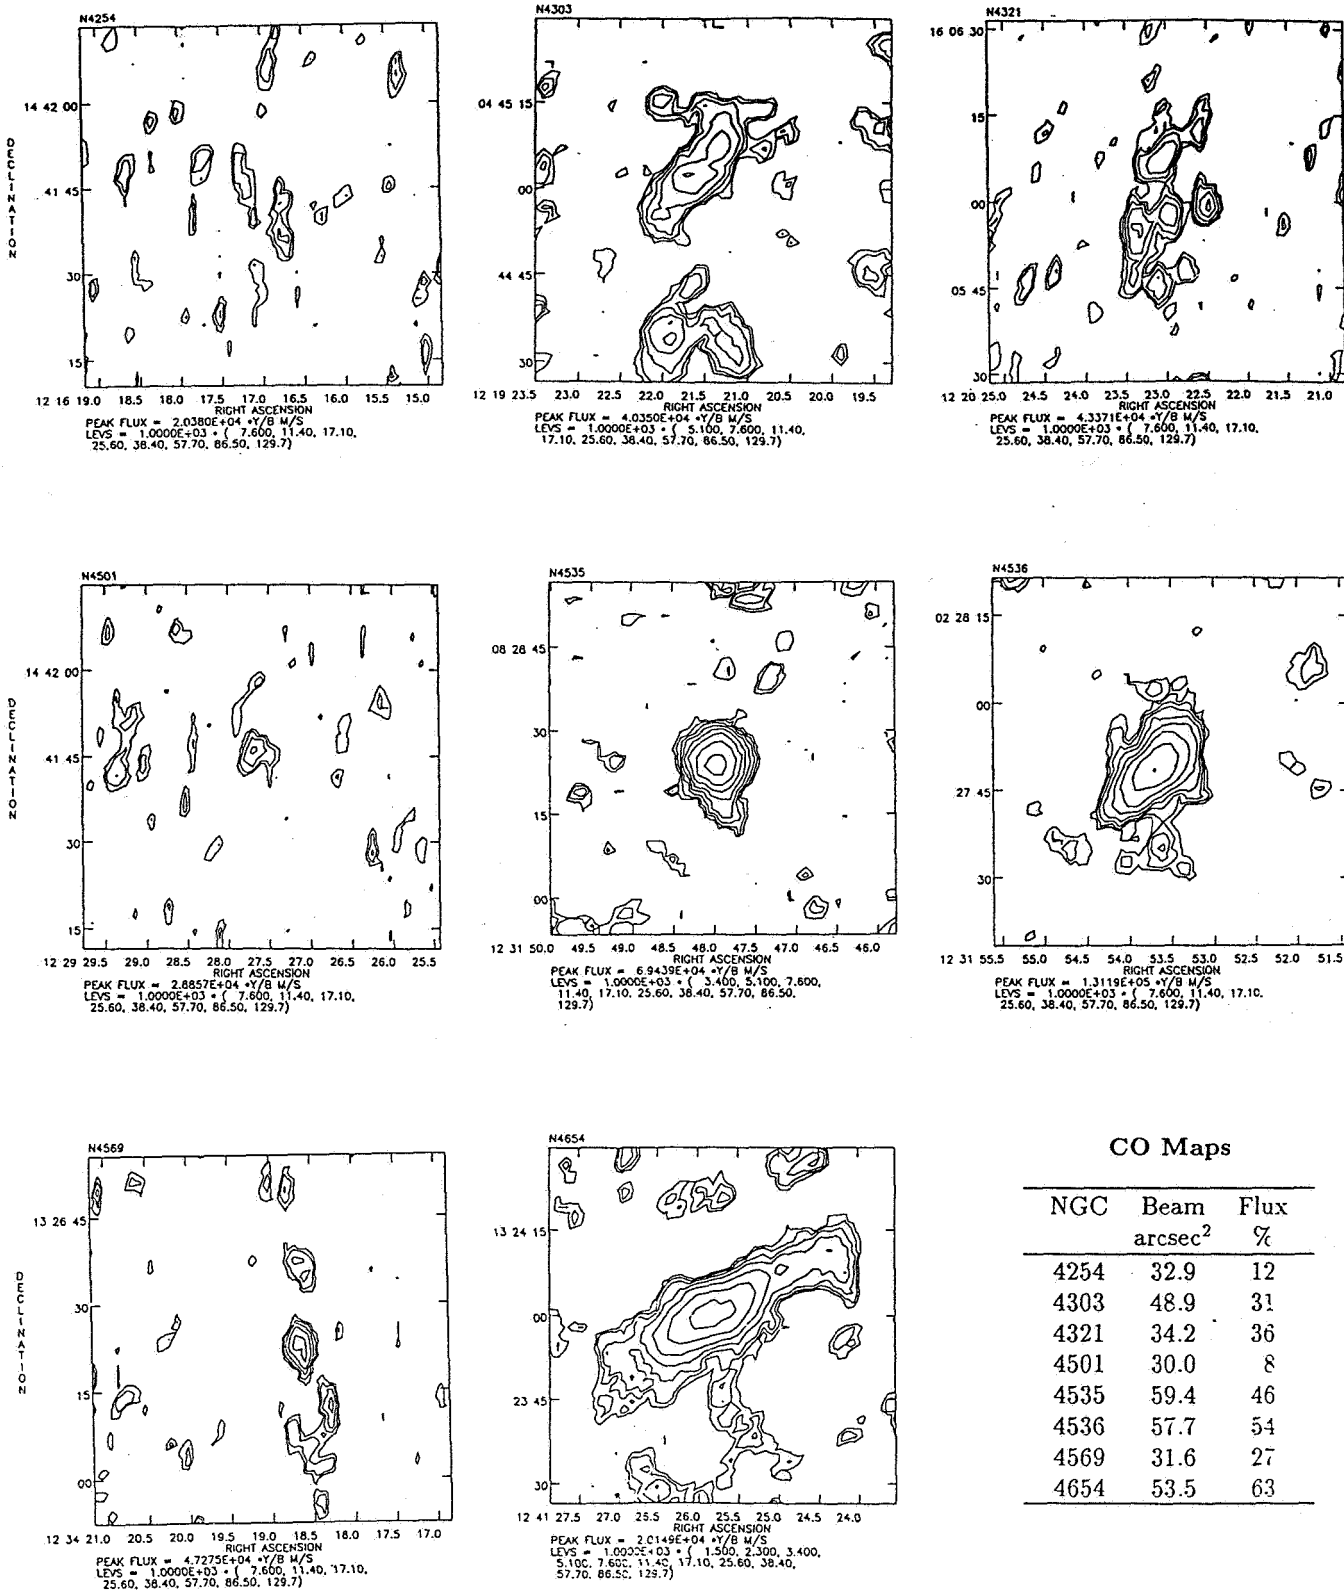 N4254
14 42 00
41 45
30
15
DECLINATION
12 16 19.0 18.5 18.0 17.5 17.0 16.5 16.0 15.5 15.0
RIGHT ASCENSION
PEAK FLUX = 2.0380E+04 *Y/B M/S
LEVS = 1.0000E+03 * ( 7.600, 11.40, 17.10,
25.60, 38.40, 57.70, 86.50, 129.7)
N4303
04 45 15
00
44 45
30
12 19 23.5 23.0 22.5 22.0 21.5 21.0 20.5 20.0 19.5
RIGHT ASCENSION
PEAK FLUX = 4.0350E+04 *Y/B M/S
LEVS = 1.0000E+03 * ( 5.100, 7.600, 11.40,
17.10, 25.60, 38.40, 57.70, 86.50, 129.7)
N4321
16 06 30
15
00
05 45
30
12 20 25.0 24.5 24.0 23.5 23.0 22.5 22.0 21.5 21.0
RIGHT ASCENSION
PEAK FLUX = 4.3371E+04 *Y/B M/S
LEVS = 1.0000E+03 * ( 7.600, 11.40, 17.10,
25.60, 38.40, 57.70, 86.50, 129.7)
N4501
14 42 00
41 45
30
15
DECLINATION
12 29 29.5 29.0 28.5 28.0 27.5 27.0 26.5 26.0 25.5
RIGHT ASCENSION
PEAK FLUX = 2.8857E+04 *Y/B M/S
LEVS = 1.0000E+03 * ( 7.600, 11.40, 17.10,
25.60, 38.40, 57.70, 86.50, 129.7)
N4535
08 28 45
30
15
00
12 31 50.0 49.5 49.0 48.5 48.0 47.5 47.0 46.5 46.0
RIGHT ASCENSION
PEAK FLUX = 6.9439E+04 *Y/B M/S
LEVS = 1.0000E+03 * ( 3.400, 5.100, 7.600,
11.40, 17.10, 25.60, 38.40, 57.70, 86.50,
129.7)
N4536
02 28 15
00
27 45
30
12 31 55.5 55.0 54.5 54.0 53.5 53.0 52.5 52.0 51.5
RIGHT ASCENSION
PEAK FLUX = 1.3119E+05 *Y/B M/S
LEVS = 1.0000E+03 * ( 7.600, 11.40, 17.10,
25.60, 38.40, 57.70, 86.50, 129.7)
N4569
13 26 45
30
15
00
DECLINATION
12 34 21.0 20.5 20.0 19.5 19.0 18.5 18.0 17.5 17.0
RIGHT ASCENSION
PEAK FLUX = 4.7275E+04 *Y/B M/S
LEVS = 1.0000E+03 * ( 7.600, 11.40, 17.10,
25.60, 38.40, 57.70, 86.50, 129.7)
N4654
13 24 15
00
23 45
30
12 41 27.5 27.0 26.5 26.0 25.5 25.0 24.5 24.0
RIGHT ASCENSION
PEAK FLUX = 2.0149E+04 *Y/B M/S
LEVS = 1.0000E+03 * ( 1.500, 2.300, 3.400,
5.100, 7.600, 11.40, 17.10, 25.60, 38.40,
57.70, 86.50, 129.7)
CO Maps
NGC Beam Flux
arcsec² %
4254 32.9 12
4303 48.9 31
4321 34.2 36
4501 30.0 8
4535 59.4 46
4536 57.7 54
4569 31.6 27
4654 53.5 63